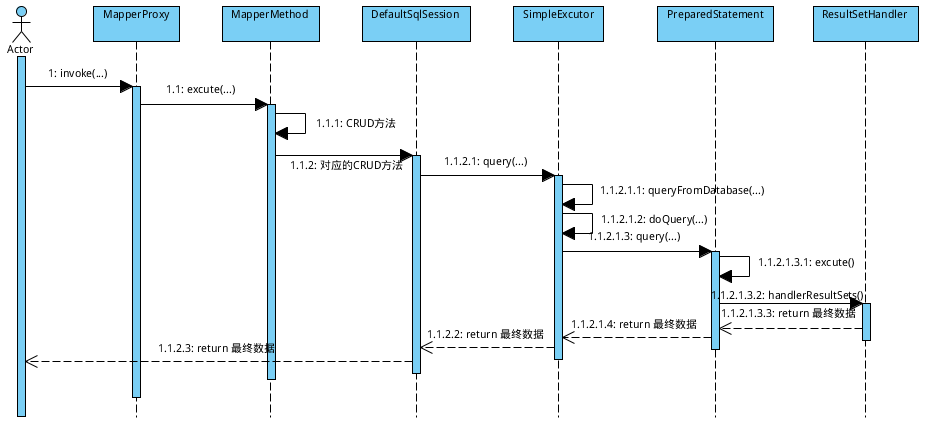 MapperProxy
MapperMethod
DefaultSqlSession
SimpleExcutor
PreparedStatement
ResultSetHandler
Actor
1: invoke(...)
1.1: excute(...)
1.1.1: CRUD方法
1.1.2: 对应的CRUD方法
1.1.2.1: query(...)
1.1.2.1.1: queryFromDatabase(...)
1.1.2.1.2: doQuery(...)
1.1.2.1.3: query(...)
1.1.2.1.3.1: excute()
1.1.2.1.3.2: handlerResultSets()
1.1.2.1.3.3: return 最终数据
1.1.2.1.4: return 最终数据
1.1.2.2: return 最终数据
1.1.2.3: return 最终数据